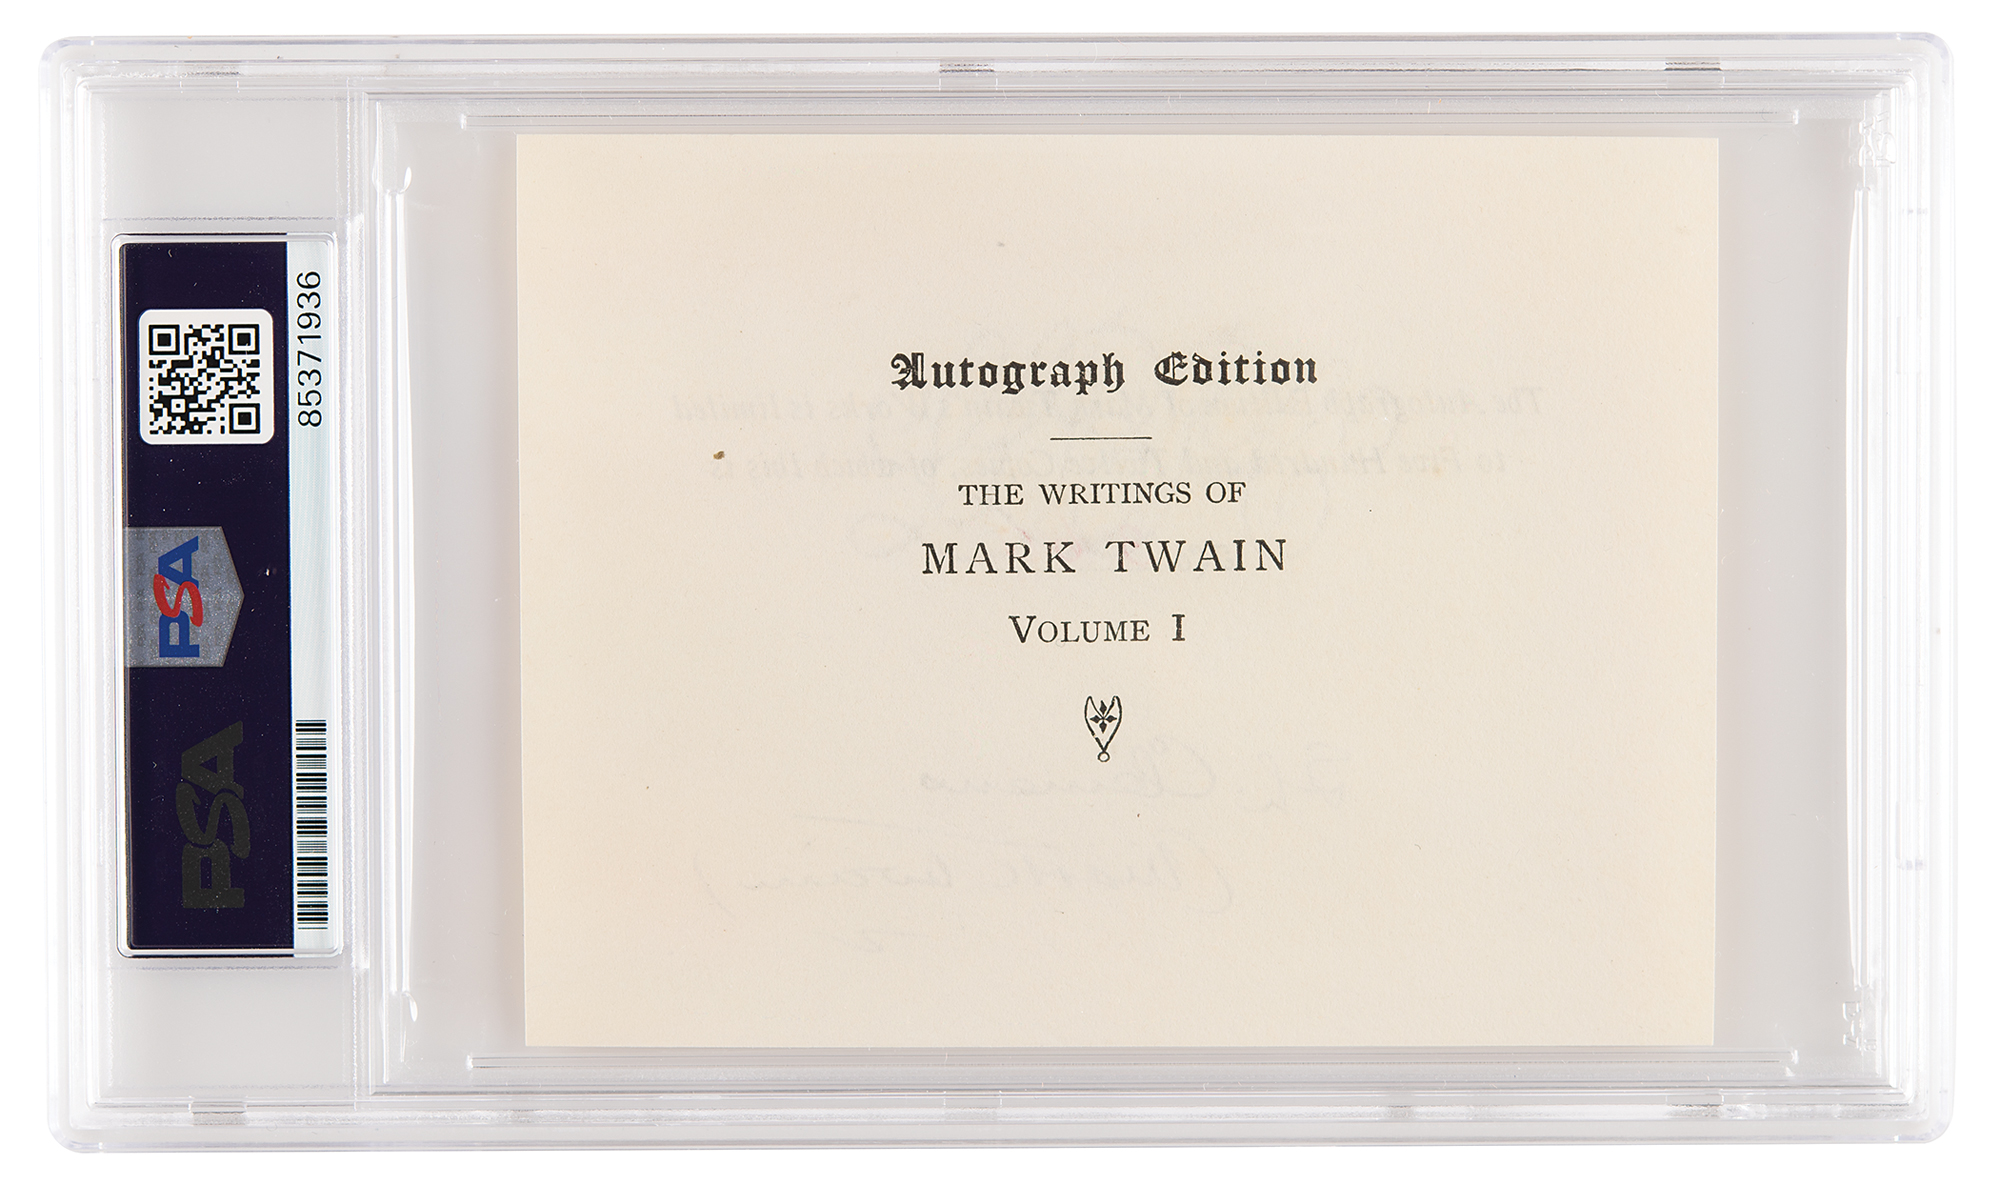 Autograph Edition
THE WRITINGS OF
MARK TWAIN
VOLUME I
85371936
PSA
PSA